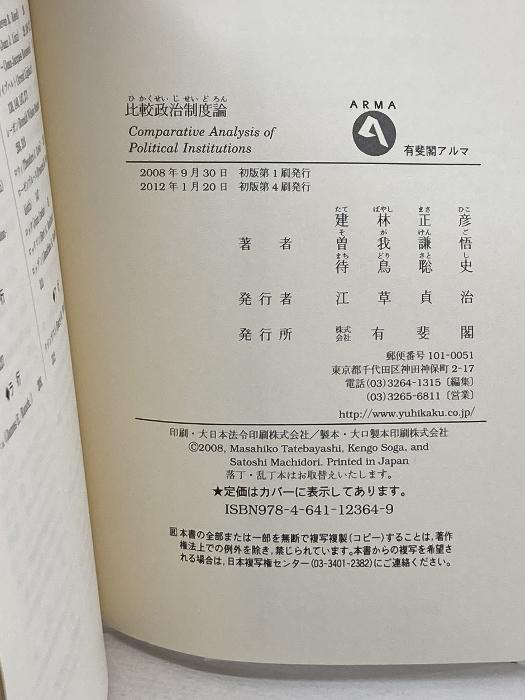 ひかくせいじせいどろん
比較政治制度論
Comparative Analysis of
Political Institutions
ARMA
有斐閣アルマ
2008年9月30日 初版第1刷発行
2012年1月20日 初版第4刷発行
たて ばやし まさ ひこ
建林正彦
そ が けん ご
著者 曽我謙悟
まち どり さと し
待鳥聡史
発行者 江草貞治
発行所 株式会社 有斐閣
郵便番号 101-0051
東京都千代田区神田神保町2-17
電話(03)3264-1315〔編集〕
(03)3265-6811〔営業〕
http://www.yuhikaku.co.jp/
印刷・大日本法令印刷株式会社/製本・大口製本印刷株式会社
©2008, Masahiko Tatebayashi, Kengo Soga, and
Satoshi Machidori. Printed in Japan
落丁・乱丁本はお取替えいたします。
★定価はカバーに表示してあります。
ISBN978-4-641-12364-9
本書の全部または一部を無断で複写複製(コピー)することは,著作
権法上での例外を除き,禁じられています。本書からの複写を希望さ
れる場合は,日本複写権センター(03-3401-2382)にご連絡ください。